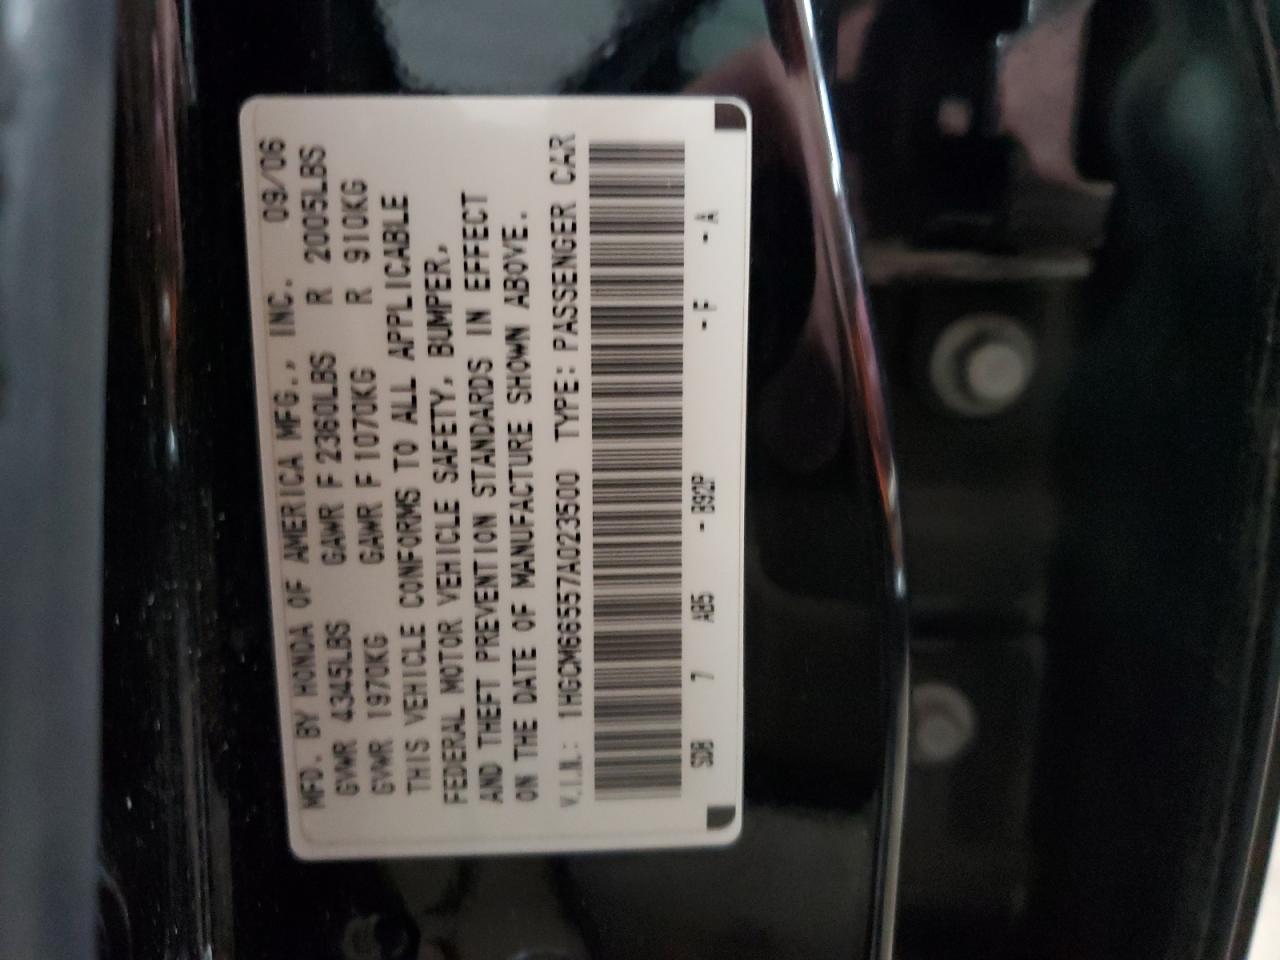 MFD. BY HONDA OF AMERICA MFG., INC. 09/06
GVWR 4345LBS GAWR F 2360LBS R 2005LBS
GVWR 1970KG GAWR F 1070KG R 910KG
THIS VEHICLE CONFORMS TO ALL APPLICABLE
FEDERAL MOTOR VEHICLE SAFETY, BUMPER,
AND THEFT PREVENTION STANDARDS IN EFFECT
ON THE DATE OF MANUFACTURE SHOWN ABOVE.
V.I.N.: 1HGCM66557A023500 TYPE: PASSENGER CAR
SDB 7 AB5 - B92P - F - A